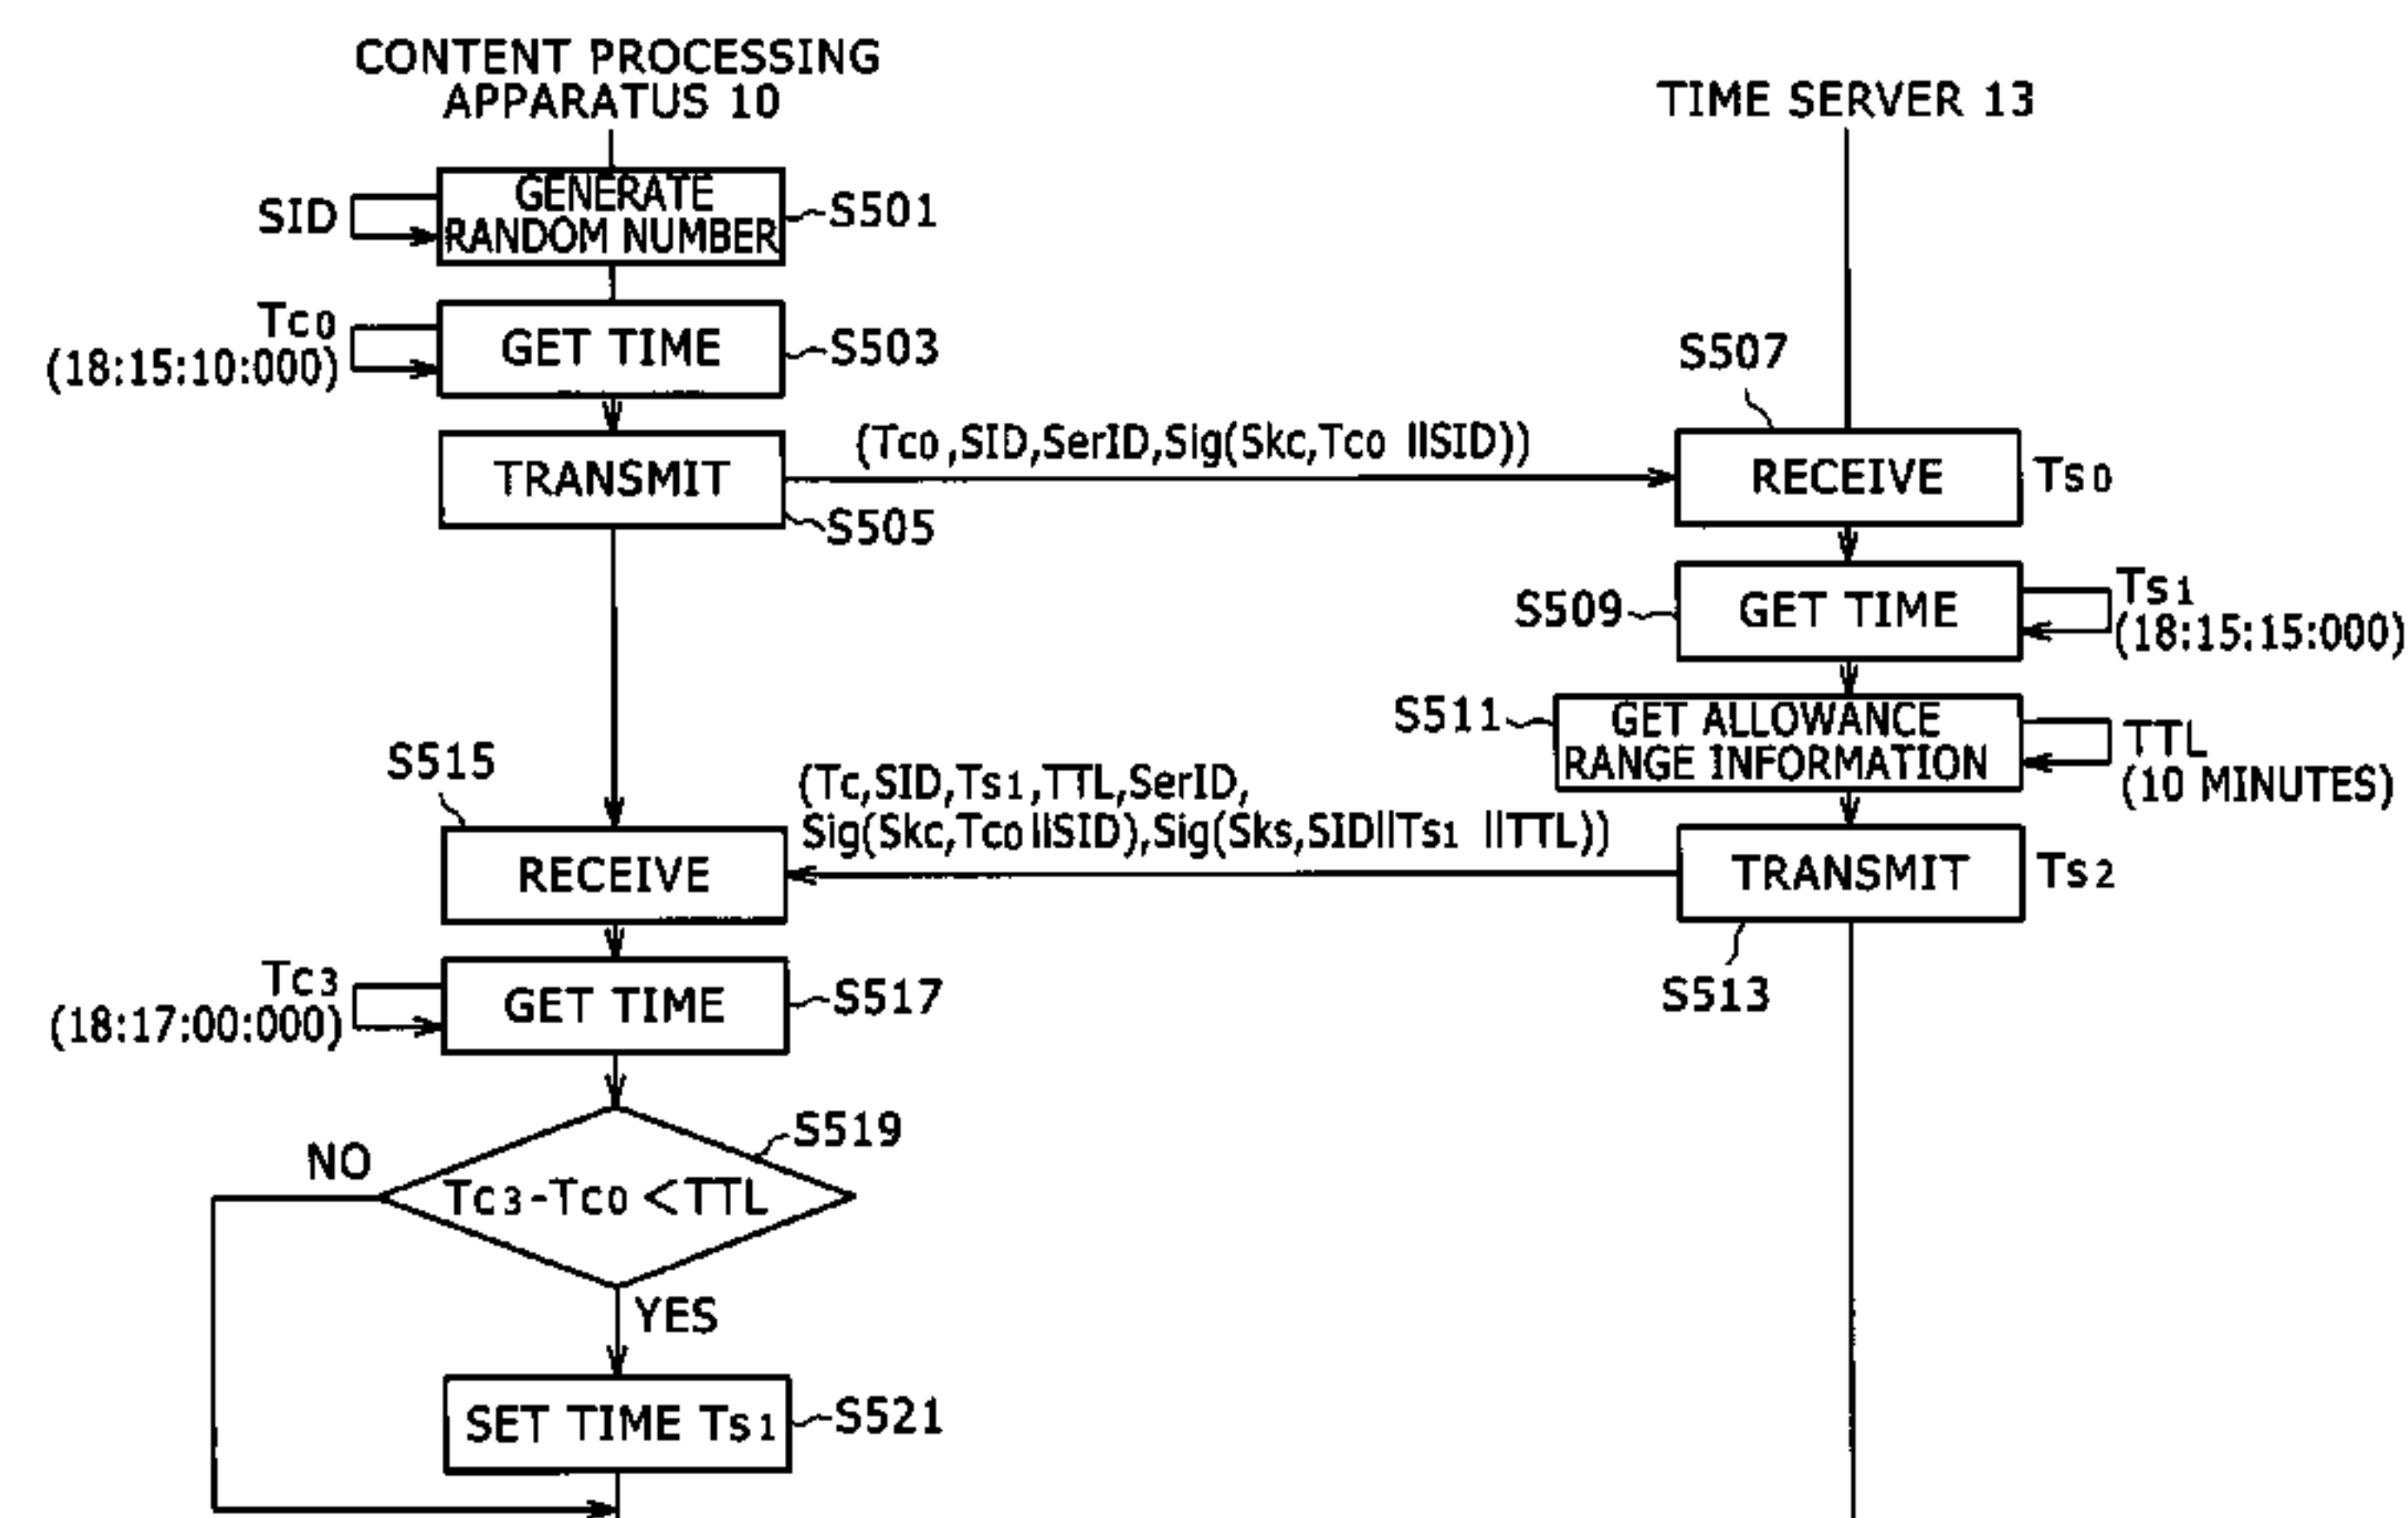 CONTENT PROCESSING
APPARATUS 10
TIME SERVER 13
GENERATE
RANDOM NUMBER
SID
S501
Tc0
(18:15:10:000)
GET TIME
S503
TRANSMIT
S505
(Tc0,SID,SerID,Sig(Skc,Tc0 ||SID))
S507
RECEIVE
Ts0
S509
GET TIME
Ts1
(18:15:15:000)
S511
GET ALLOWANCE
RANGE INFORMATION
TTL
(10 MINUTES)
S515
(Tc,SID,Ts1,TTL,SerID,
Sig(Skc,Tc0||SID),Sig(Sks,SID||Ts1 ||TTL))
RECEIVE
TRANSMIT
Ts2
S513
Tc3
(18:17:00:000)
GET TIME
S517
S519
NO
Tc3-Tc0<TTL
YES
SET TIME Ts1
S521